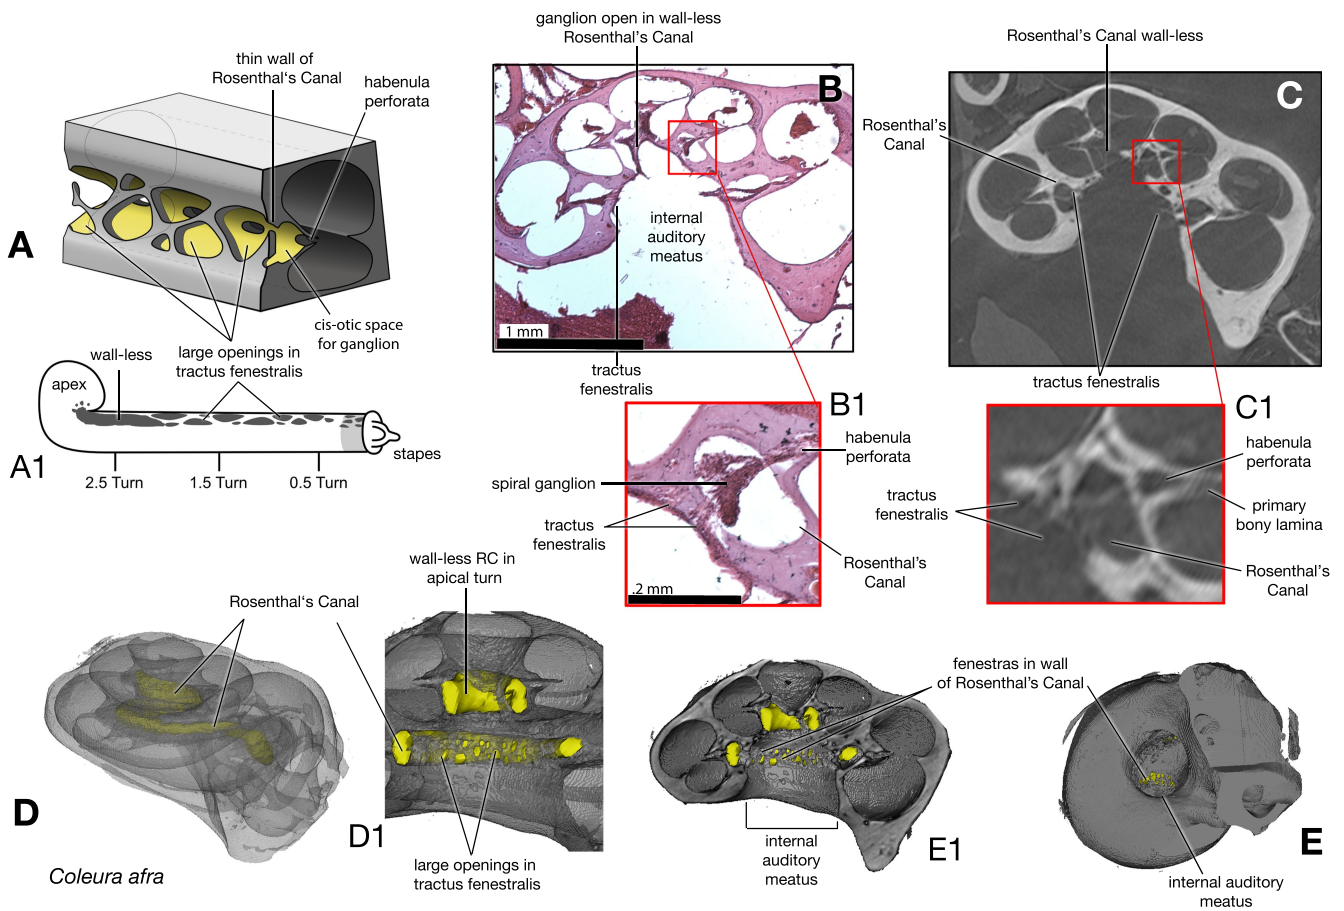 ganglion open in wall-less
Rosenthal's Canal
Rosenthal's Canal wall-less
thin wall of
Rosenthal‘s Canal
habenula
perforata
A
cis-otic space
for ganglion
large openings in
tractus fenestralis
wall-less
apex
A1
stapes
2.5 Turn
1.5 Turn
0.5 Turn
B
internal
auditory
meatus
1 mm
tractus
fenestralis
C
Rosenthal's
Canal
tractus fenestralis
B1
habenula
perforata
spiral ganglion
tractus
fenestralis
Rosenthal's
Canal
.2 mm
C1
habenula
perforata
tractus
fenestralis
primary
bony lamina
Rosenthal's
Canal
Rosenthal‘s Canal
D
Coleura afra
wall-less RC in
apical turn
D1
large openings in
tractus fenestralis
fenestras in wall
of Rosenthal's Canal
internal
auditory
meatus
E1
E
internal auditory
meatus